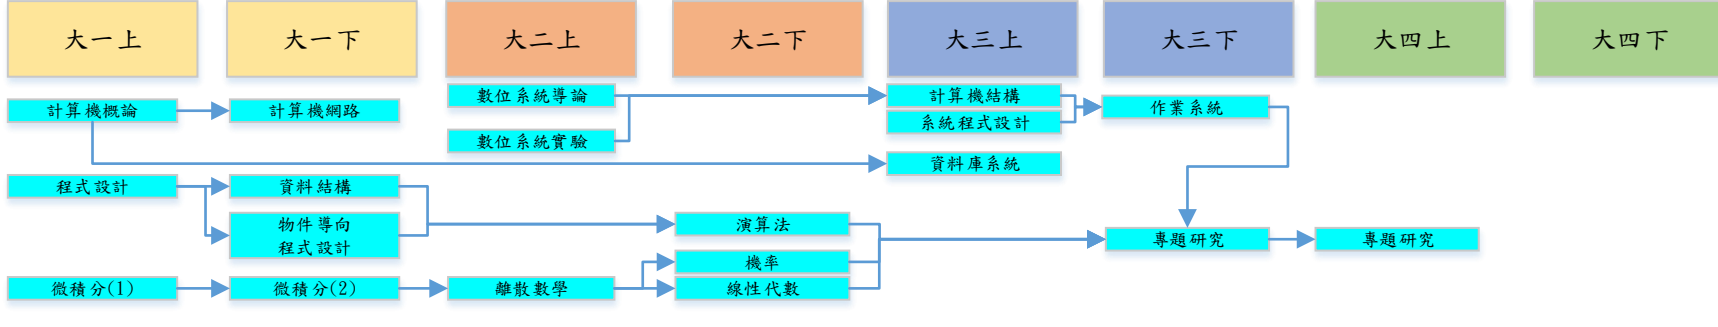 大一上
大一下
大二上
大二下
大三上
大三下
大四上
大四下
計算機概論
計算機網路
數位系統導論
數位系統實驗
計算機結構
系統程式設計
作業系統
資料庫系統
程式設計
資料結構
物件導向
程式設計
演算法
機率
線性代數
專題研究
專題研究
微積分(1)
微積分(2)
離散數學